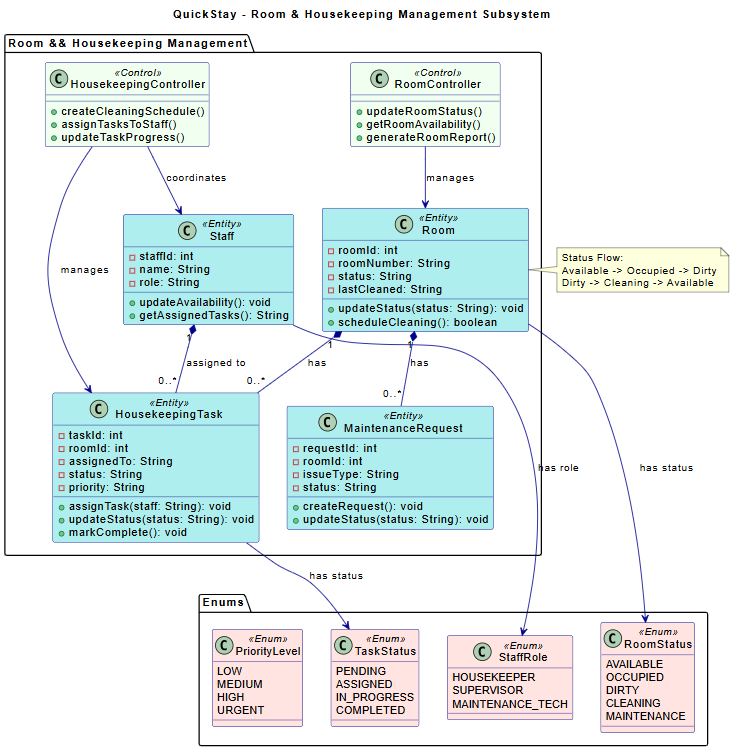 QuickStay - Room & Housekeeping Management Subsystem
Room && Housekeeping Management
C
«Control»
HousekeepingController
createCleaningSchedule()
assignTasksToStaff()
updateTaskProgress()
C
«Control»
RoomController
updateRoomStatus()
getRoomAvailability()
generateRoomReport()
coordinates
manages
C
«Entity»
Staff
staffId: int
name: String
role: String
updateAvailability(): void
getAssignedTasks(): String
C
«Entity»
Room
roomId: int
roomNumber: String
status: String
lastCleaned: String
updateStatus(status: String): void
scheduleCleaning(): boolean
Status Flow:
Available -> Occupied -> Dirty
Dirty -> Cleaning -> Available
manages
1
assigned to
0..*
1
has
0..*
1
has
0..*
C
«Entity»
HousekeepingTask
taskId: int
roomId: int
assignedTo: String
status: String
priority: String
assignTask(staff: String): void
updateStatus(status: String): void
markComplete(): void
C
«Entity»
MaintenanceRequest
requestId: int
roomId: int
issueType: String
status: String
createRequest(): void
updateStatus(status: String): void
has role
has status
has status
Enums
C
«Enum»
PriorityLevel
LOW
MEDIUM
HIGH
URGENT
C
«Enum»
TaskStatus
PENDING
ASSIGNED
IN_PROGRESS
COMPLETED
C
«Enum»
StaffRole
HOUSEKEEPER
SUPERVISOR
MAINTENANCE_TECH
C
«Enum»
RoomStatus
AVAILABLE
OCCUPIED
DIRTY
CLEANING
MAINTENANCE